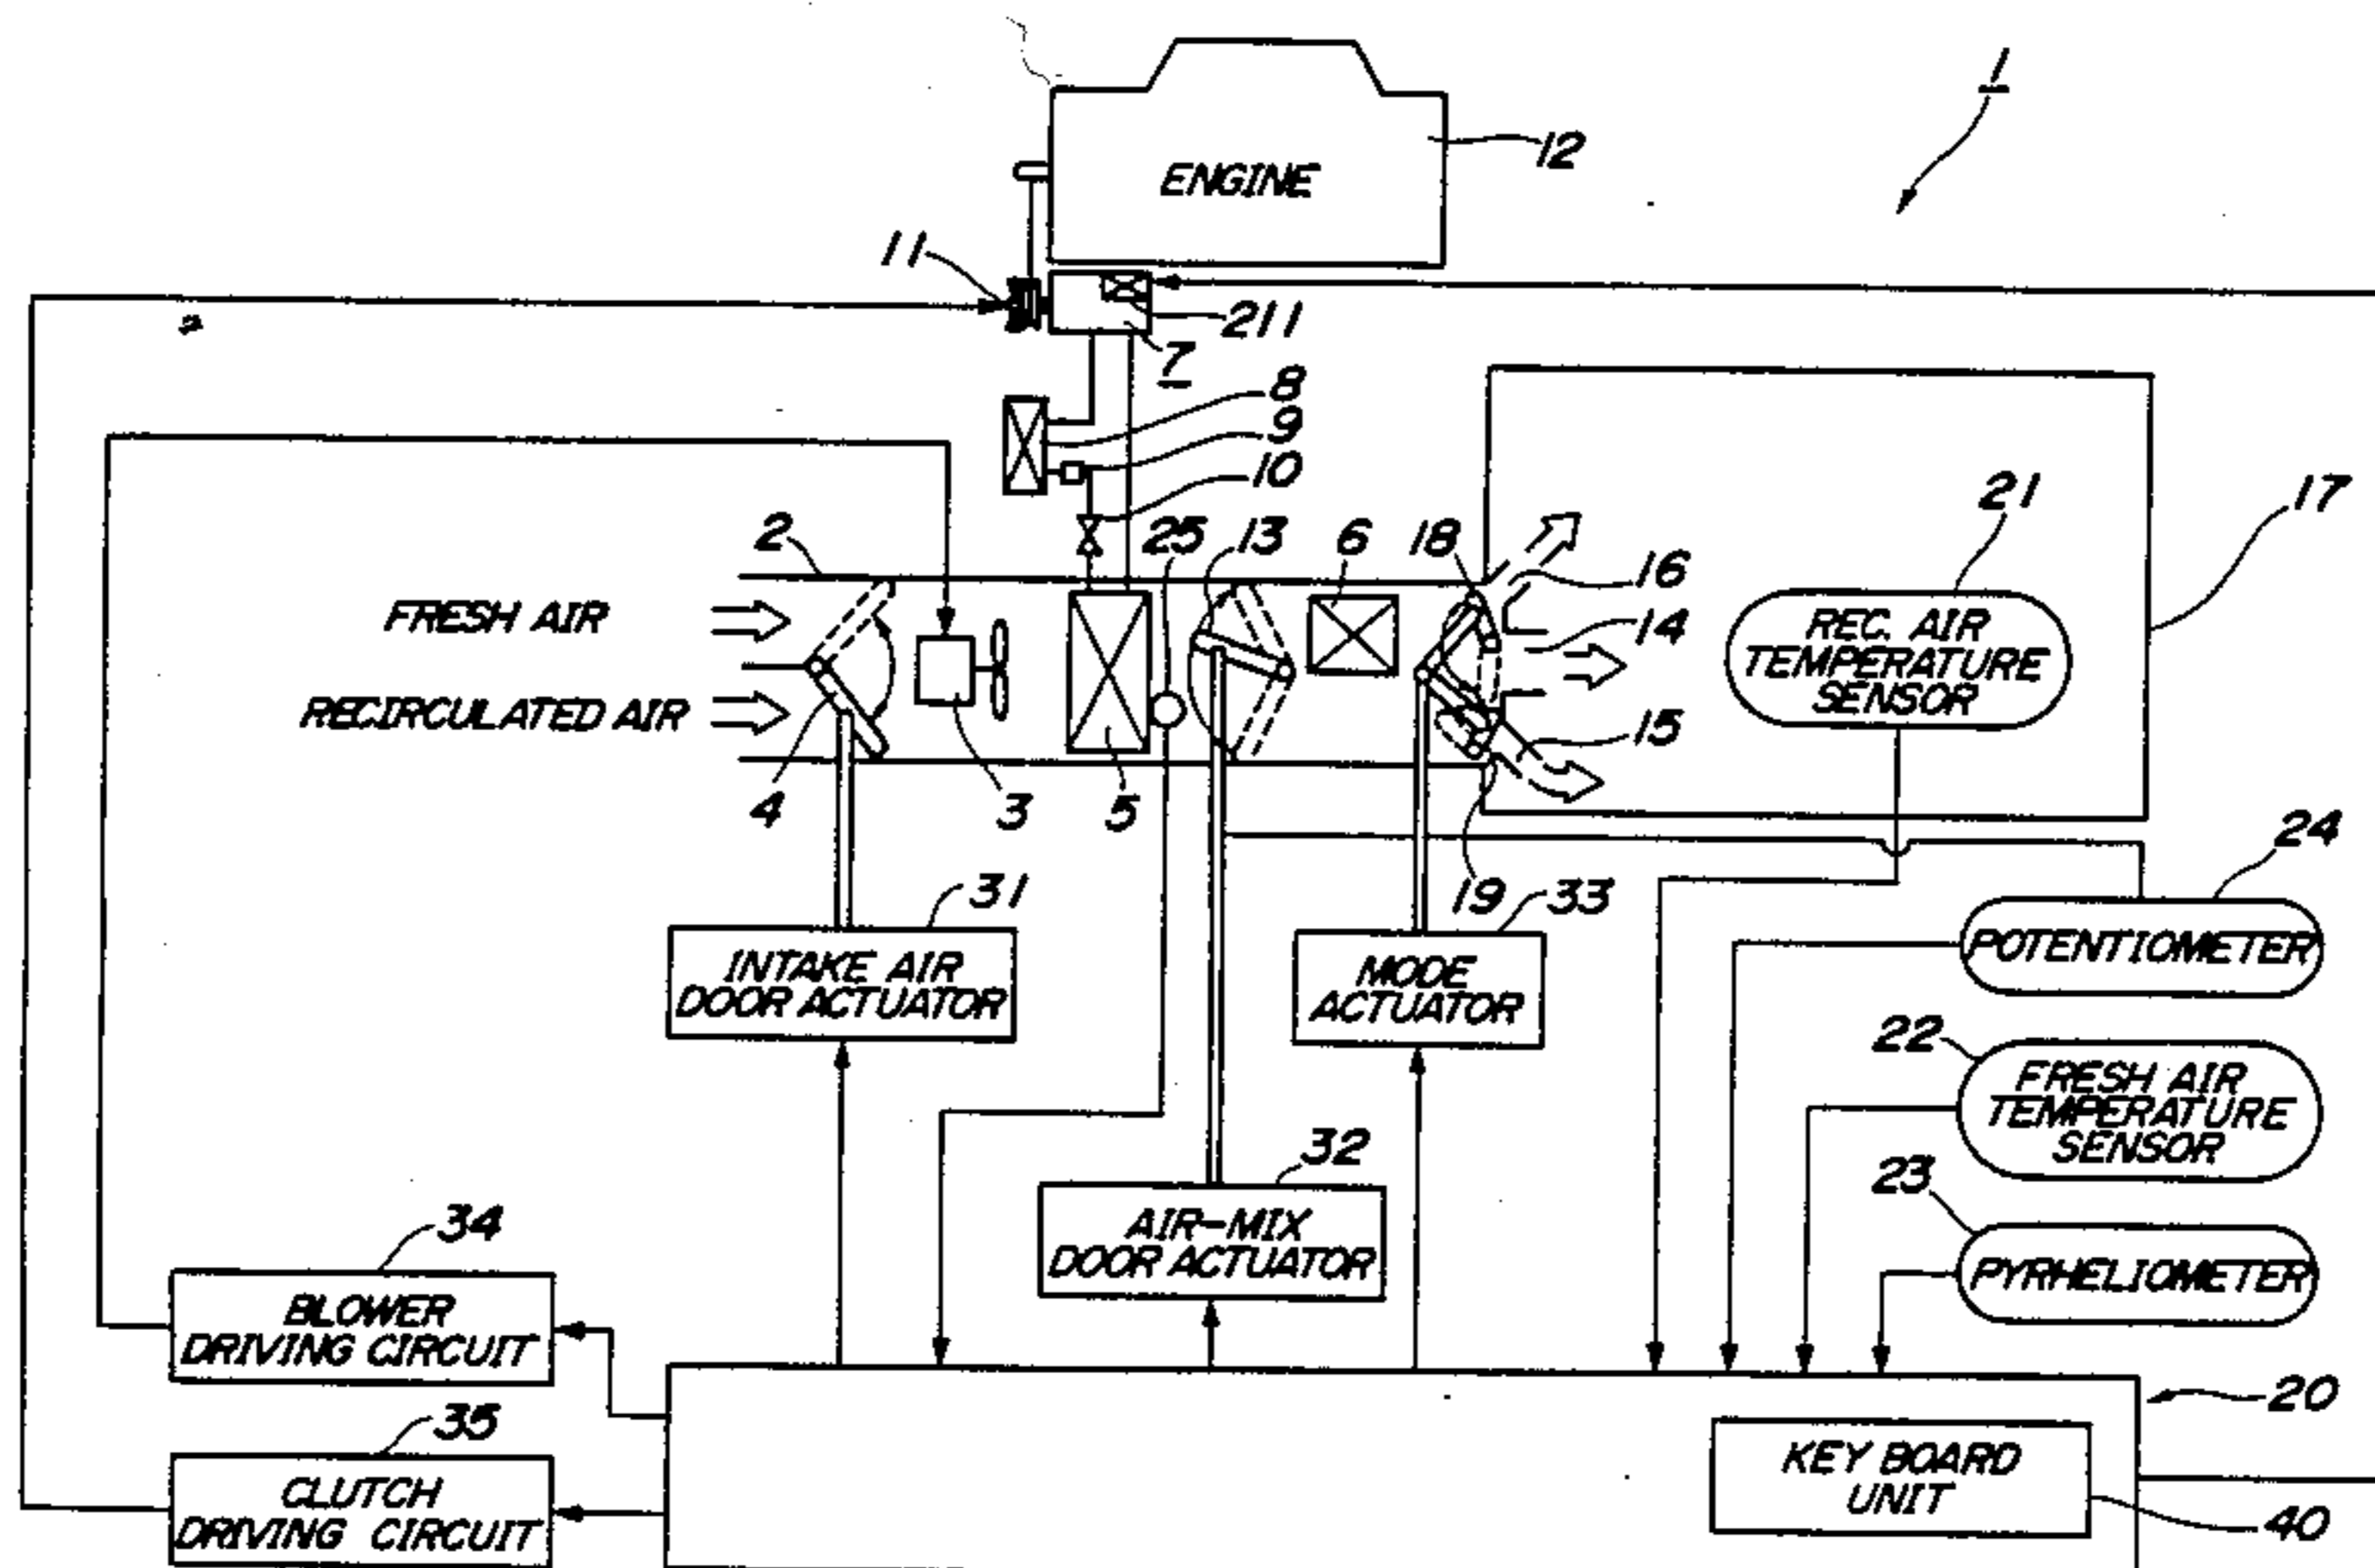 1
12
ENGINE
11
211
7
8
9
10
21
17
2
25
13
6
18
16
FRESH AIR
14
REC. AIR
TEMPERATURE
SENSOR
RECIRCULATED AIR
15
4
3
5
24
19
31
33
POTENTIOMETER
INTAKE AIR
DOOR ACTUATOR
MODE
ACTUATOR
22
FRESH AIR
TEMPERATURE
SENSOR
32
23
34
AIR-MIX
DOOR ACTUATOR
PYRHELIOMETER
BLOWER
DRIVING CIRCUIT
20
35
KEY BOARD
UNIT
CLUTCH
DRIVING CIRCUIT
40